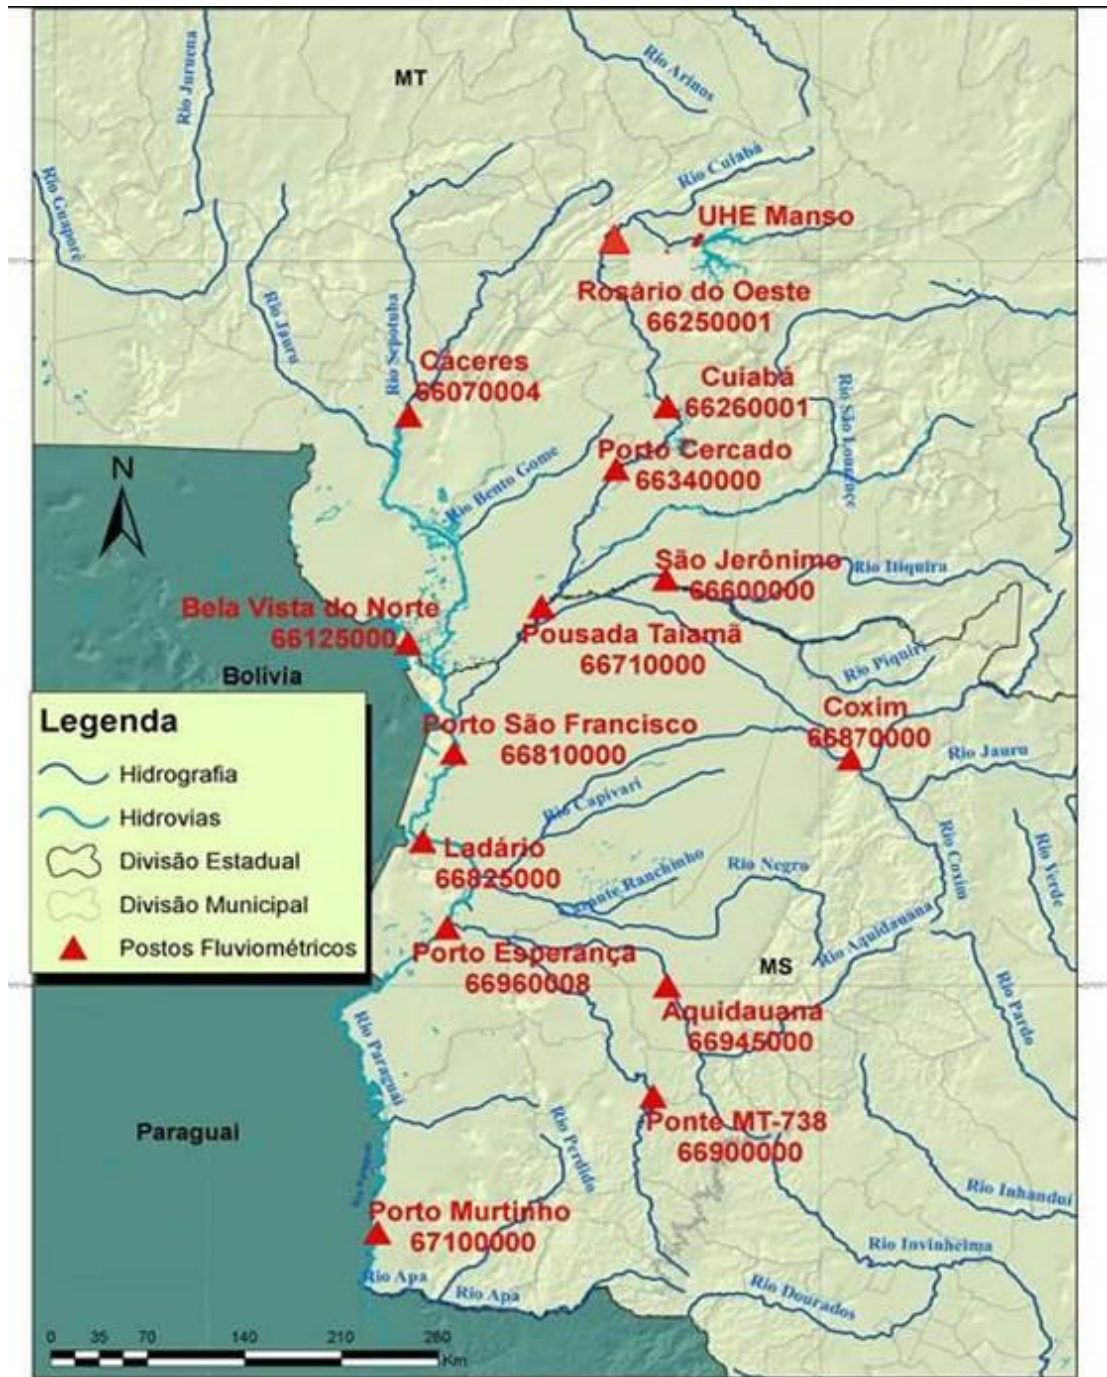 MT
Rio Juruena
Rio Arinos
Rio Guaporé
Rio Cuiabá
UHE Manso
Rosário do Oeste
66250001
Rio Jauru
Rio Sepotuba
Cáceres
66070004
Cuiabá
66260001
Rio São Lourenço
Porto Cercado
66340000
N
Rio Bento Gome
São Jerônimo
66600000
Rio Itiquira
Bela Vista do Norte
66125000
Pousada Taiamã
66710000
Rio Piquiri
Bolívia
Coxim
66870000
Rio Jauru
Porto São Francisco
66810000
Legenda
Hidrografia
Hidrovias
Divisão Estadual
Divisão Municipal
Postos Fluviométricos
Rio Capivari
Rio Coxim
Rio Verde
Ladário
66825000
Ranchinho
Rio Negro
Rio Aquidauana
Porto Esperança
66960008
MS
Aquidauana
66945000
Rio Pardo
Rio Paraguai
Paraguai
Ponte MT-738
66900000
Rio Perdido
Rio Inhanduí
Porto Murtinho
67100000
Rio Invinheima
Rio Apa
Rio Apa
Rio Dourados
0 35 70 140 210 280
Km